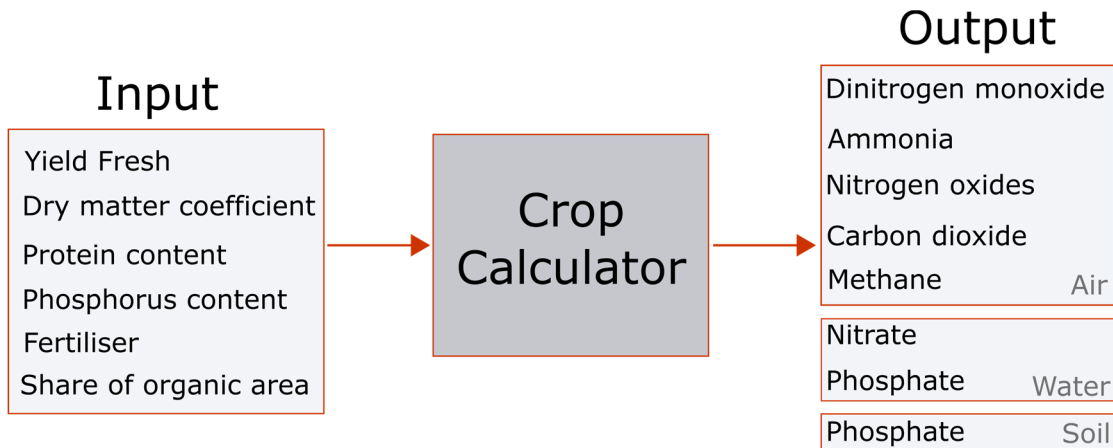 Input
Yield Fresh
Dry matter coefficient
Protein content
Phosphorus content
Fertiliser
Share of organic area
Crop
Calculator
Output
Dinitrogen monoxide
Ammonia
Nitrogen oxides
Carbon dioxide
Methane
Air
Nitrate
Phosphate
Water
Phosphate
Soil